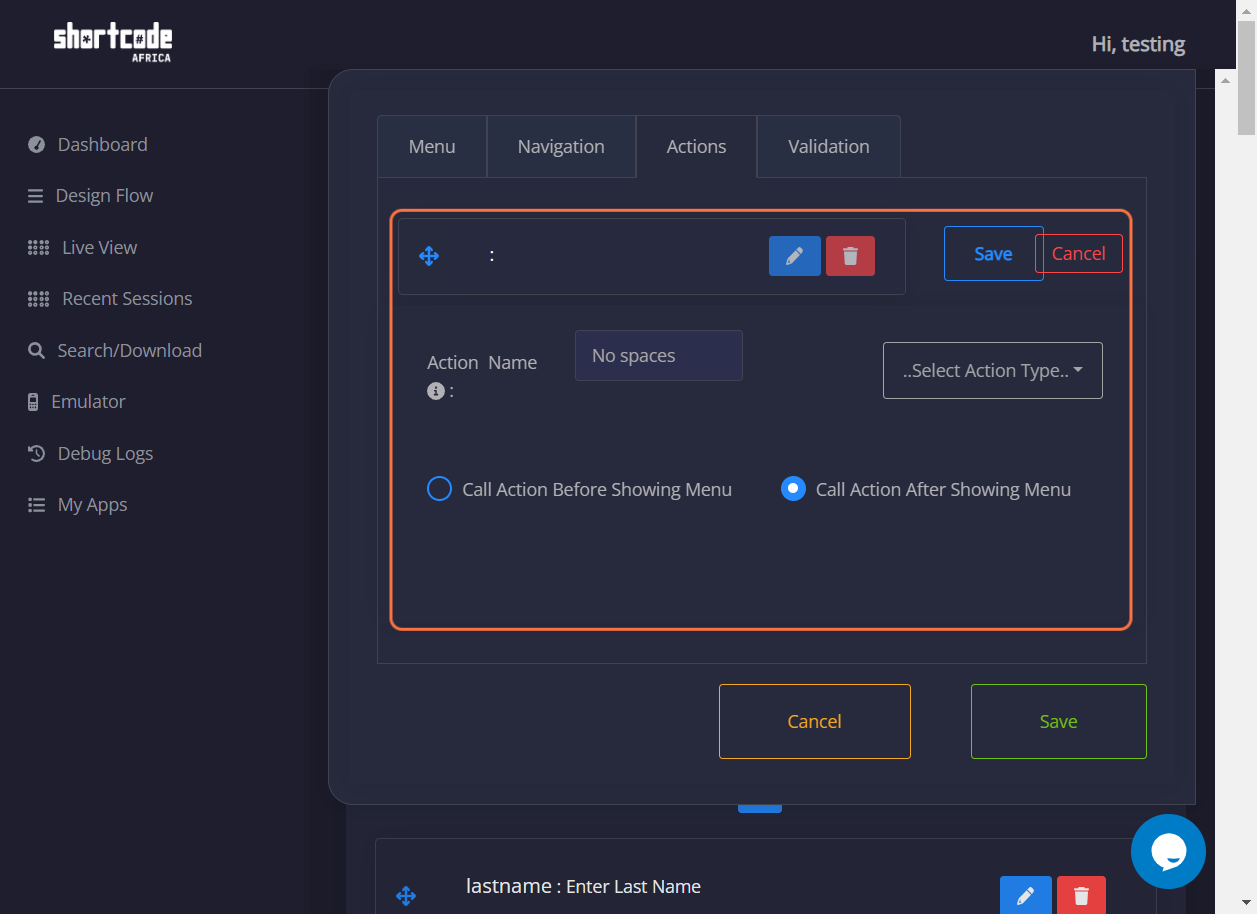 shortcode
AFRICA
Hi, testing
Dashboard
Design Flow
Live View
Recent Sessions
Search/Download
Emulator
Debug Logs
My Apps
Menu Navigation Actions Validation
:
Save Cancel
Action Name
:
No spaces
..Select Action Type..
Call Action Before Showing Menu
Call Action After Showing Menu
Cancel Save
lastname : Enter Last Name